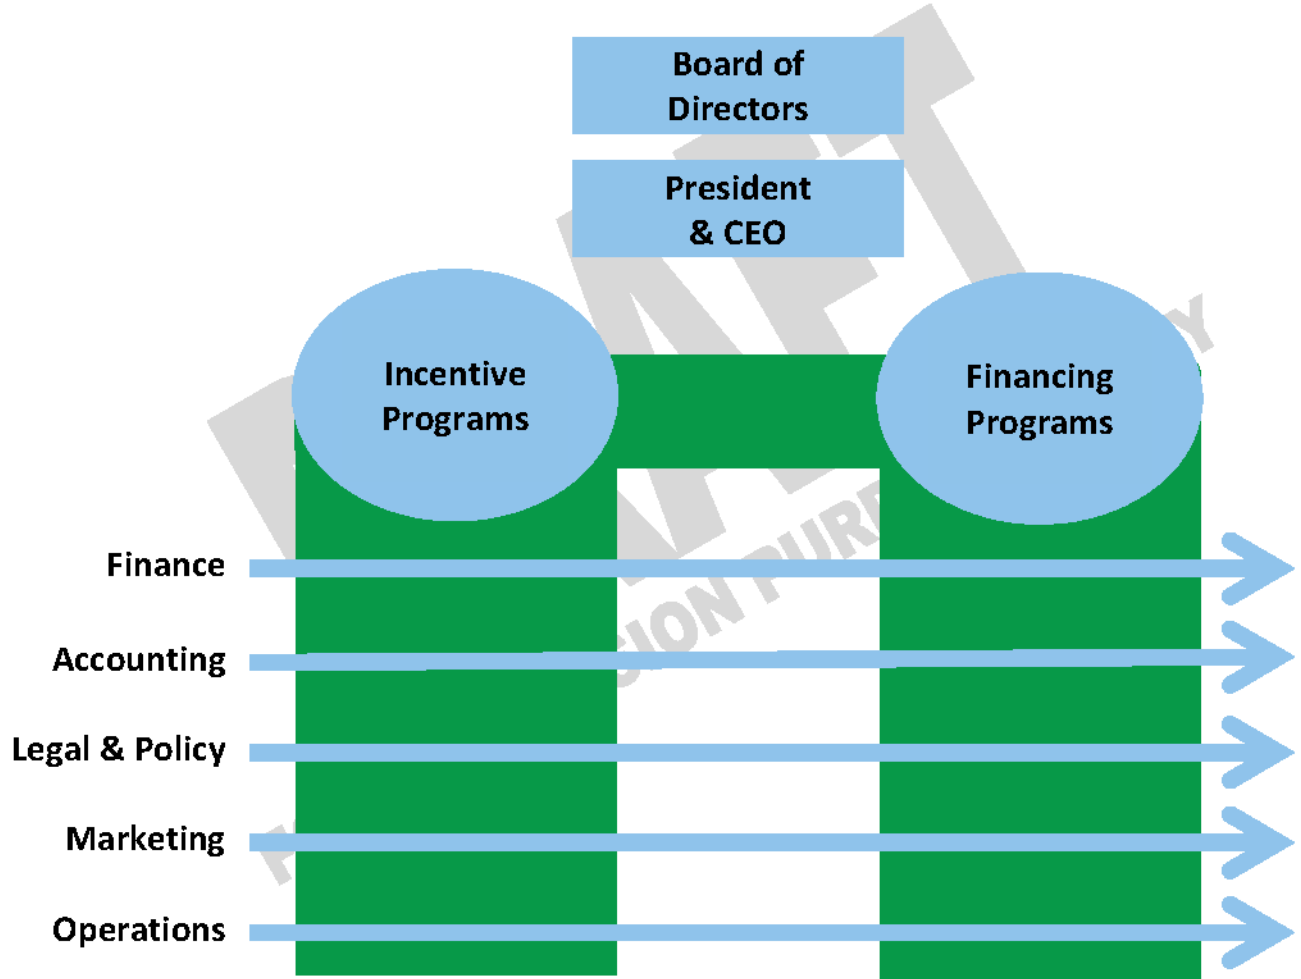 Board of
Directors
President
& CEO
Incentive
Programs
Financing
Programs
Finance
Accounting
Legal & Policy
Marketing
Operations